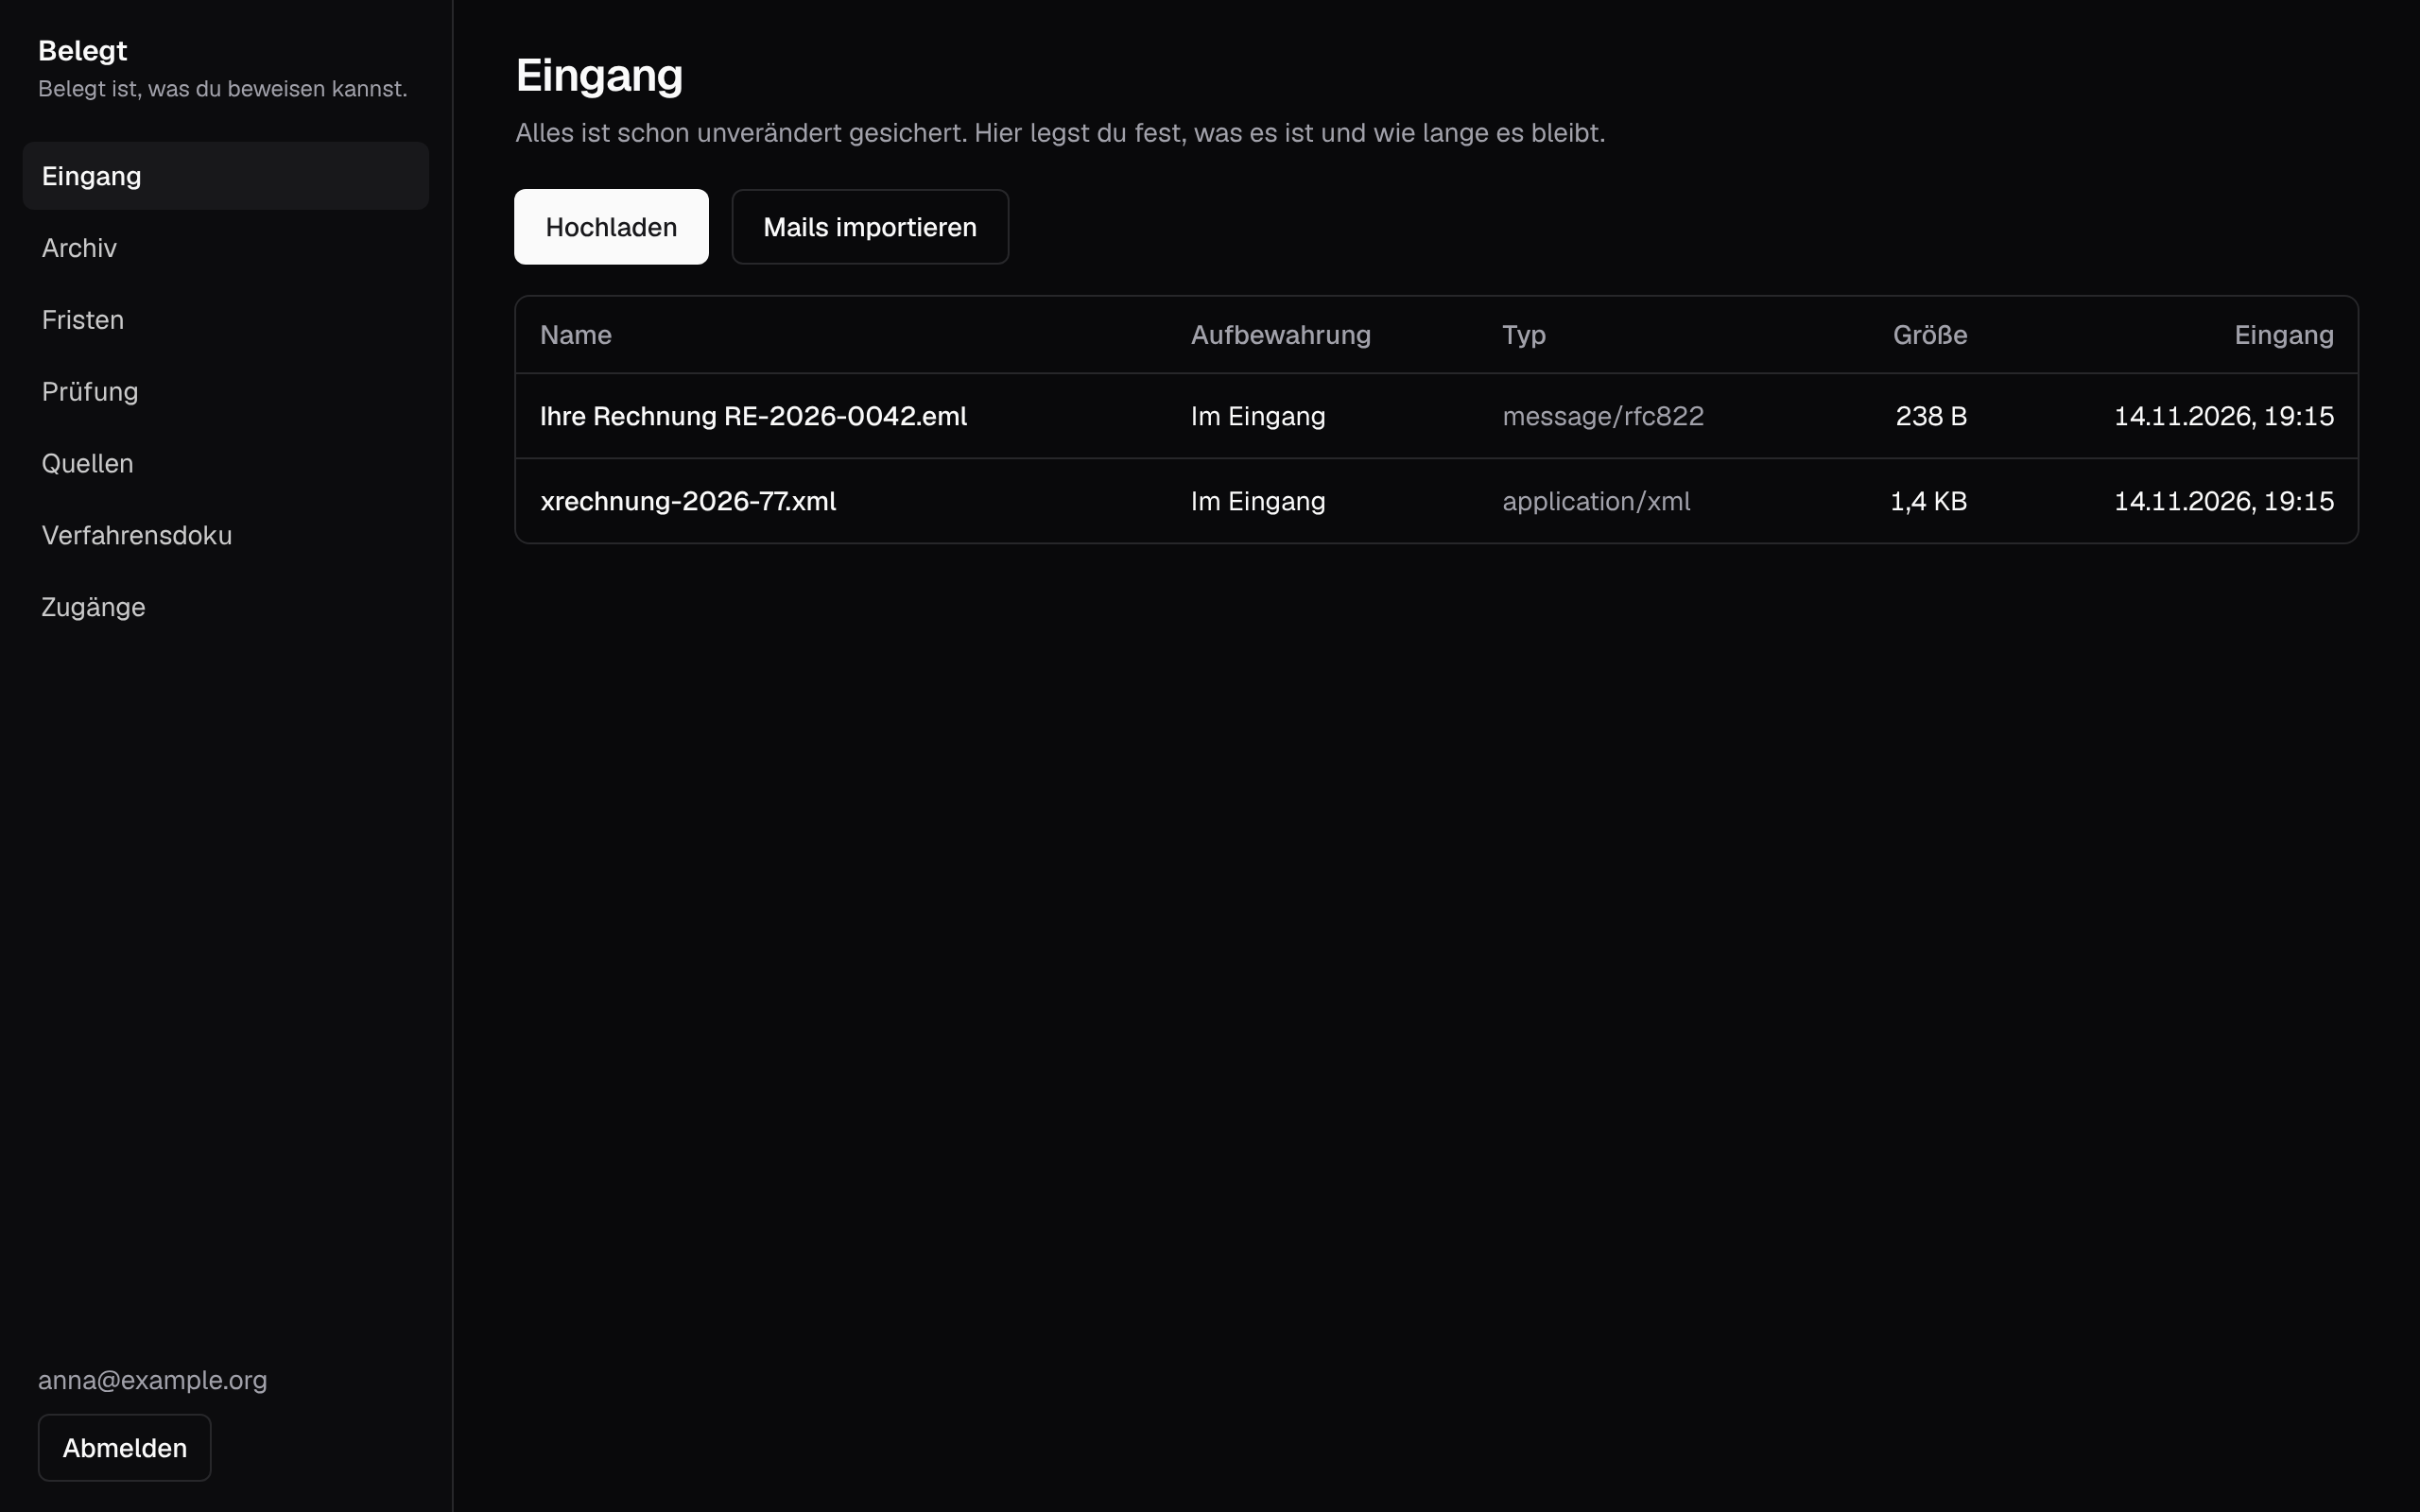 Belegt
Belegt ist, was du beweisen kannst.
Eingang
Archiv
Fristen
Prüfung
Quellen
Verfahrensdoku
Zugänge
anna@example.org
Abmelden
Eingang
Alles ist schon unverändert gesichert. Hier legst du fest, was es ist und wie lange es bleibt.
Hochladen Mails importieren
Name Aufbewahrung Typ Größe Eingang
Ihre Rechnung RE-2026-0042.eml Im Eingang message/rfc822 238 B 14.11.2026, 19:15
xrechnung-2026-77.xml Im Eingang application/xml 1,4 KB 14.11.2026, 19:15